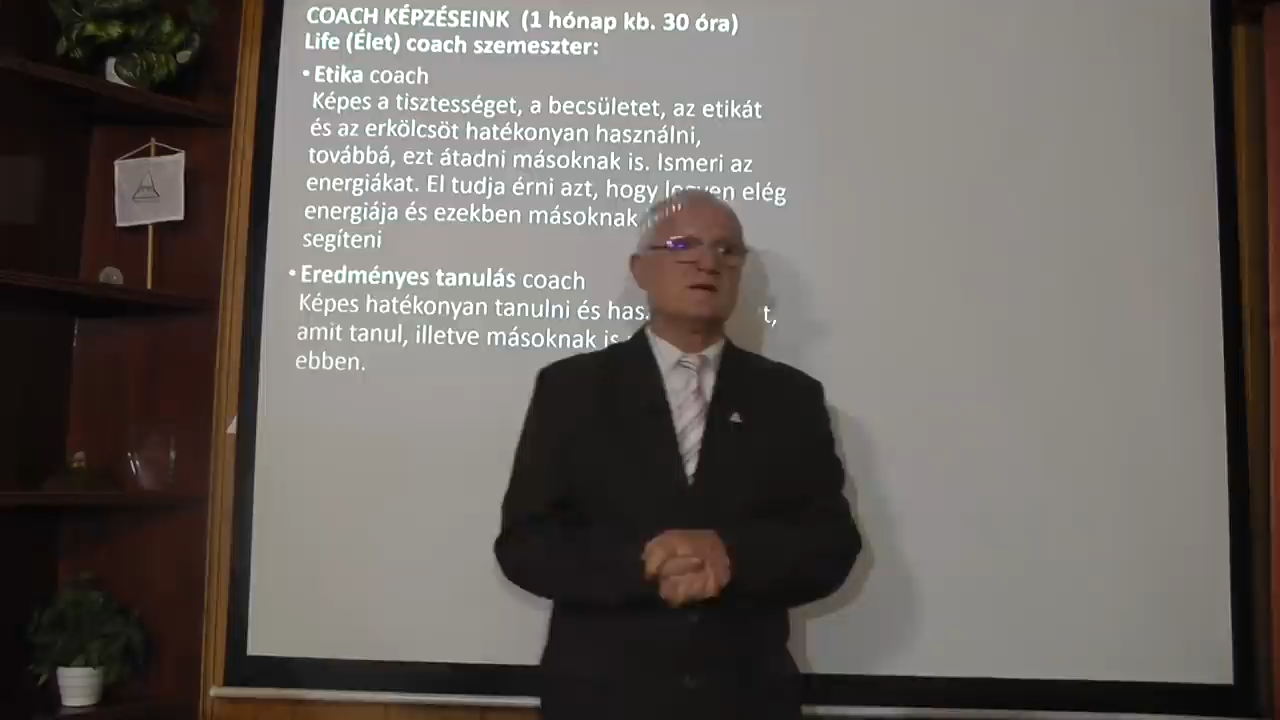 COACH KÉPZÉSEINK (1 hónap kb. 30 óra)
Life (Élet) coach szemeszter:
• Etika coach
Képes a tisztességet, a becsületet, az etikát
és az erkölcsöt hatékonyan használni,
továbbá, ezt átadni másoknak is. Ismeri az
energiákat. El tudja érni azt, hogy legyen elég
energiája és ezekben másoknak
segíteni
• Eredményes tanulás coach
Képes hatékonyan tanulni és
amit tanul, illetve másoknak is
ebben.